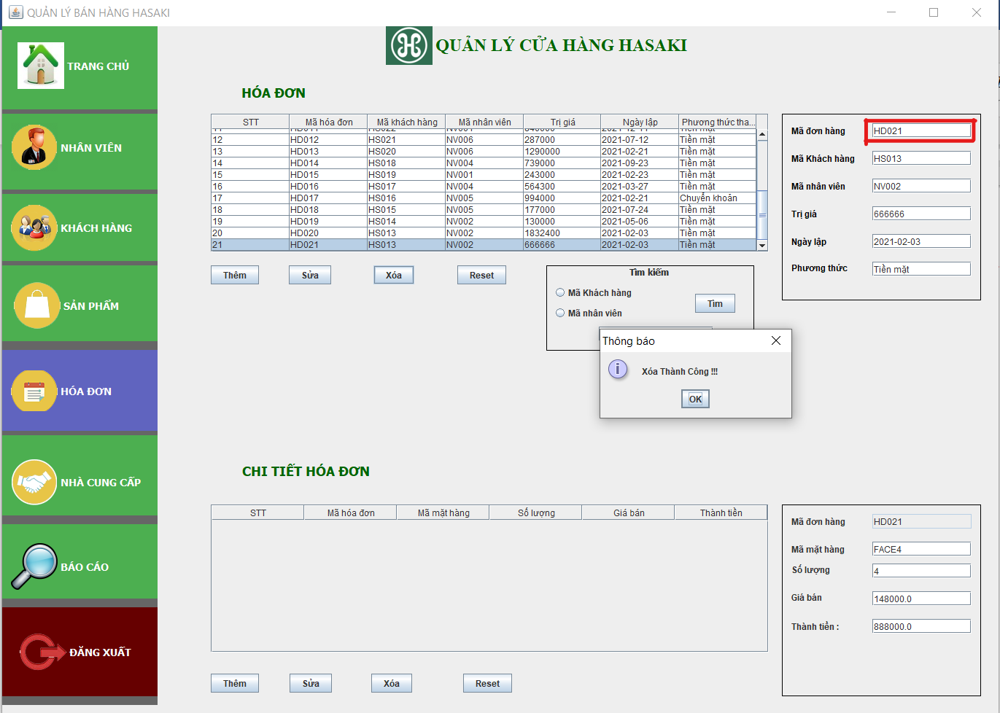 QUẢN LÝ BÁN HÀNG HASAKI
QUẢN LÝ CỬA HÀNG HASAKI
TRANG CHỦ
NHÂN VIÊN
KHÁCH HÀNG
SẢN PHẨM
HÓA ĐƠN
NHÀ CUNG CẤP
BÁO CÁO
ĐĂNG XUẤT
HÓA ĐƠN
STT Mã hóa đơn Mã khách hàng Mã nhân viên Trị giá Ngày lập Phương thức tha...
12 HD012 HS021 NV006 287000 2021-07-12 Tiền mặt
13 HD013 HS020 NV006 1290000 2021-02-21 Tiền mặt
14 HD014 HS018 NV004 739000 2021-09-23 Tiền mặt
15 HD015 HS019 NV001 243000 2021-02-23 Tiền mặt
16 HD016 HS017 NV004 564300 2021-03-27 Tiền mặt
17 HD017 HS016 NV005 994000 2021-02-21 Chuyển khoản
18 HD018 HS015 NV005 177000 2021-07-24 Tiền mặt
19 HD019 HS014 NV002 130000 2021-05-06 Tiền mặt
20 HD020 HS013 NV002 1832400 2021-02-03 Tiền mặt
21 HD021 HS013 NV002 666666 2021-02-03 Tiền mặt
Thêm Sửa Xóa Reset
Mã đơn hàng HD021
Mã Khách hàng HS013
Mã nhân viên NV002
Trị giá 666666
Ngày lập 2021-02-03
Phương thức Tiền mặt
Tìm kiếm
Mã Khách hàng
Mã nhân viên
Tìm
Thông báo
Xóa Thành Công !!!
OK
CHI TIẾT HÓA ĐƠN
STT Mã hóa đơn Mã mặt hàng Số lượng Giá bán Thành tiền
Mã đơn hàng HD021
Mã mặt hàng FACE4
Số lượng 4
Giá bán 148000.0
Thành tiền : 888000.0
Thêm Sửa Xóa Reset